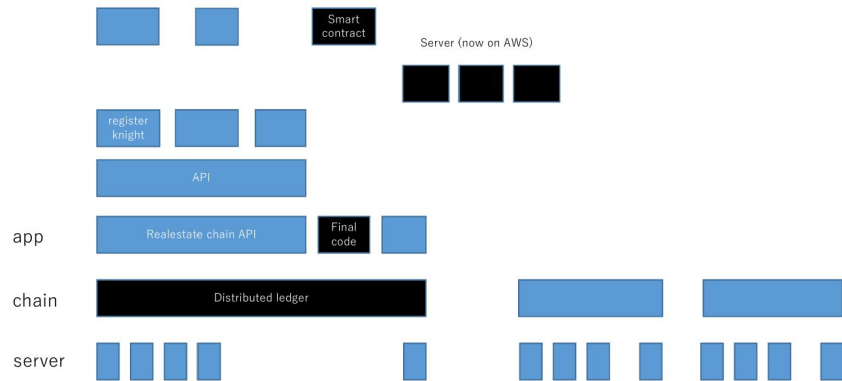 Smart
contract
Server (now on AWS)
register
knight
API
app
Realestate chain API
Final
code
chain
Distributed ledger
server